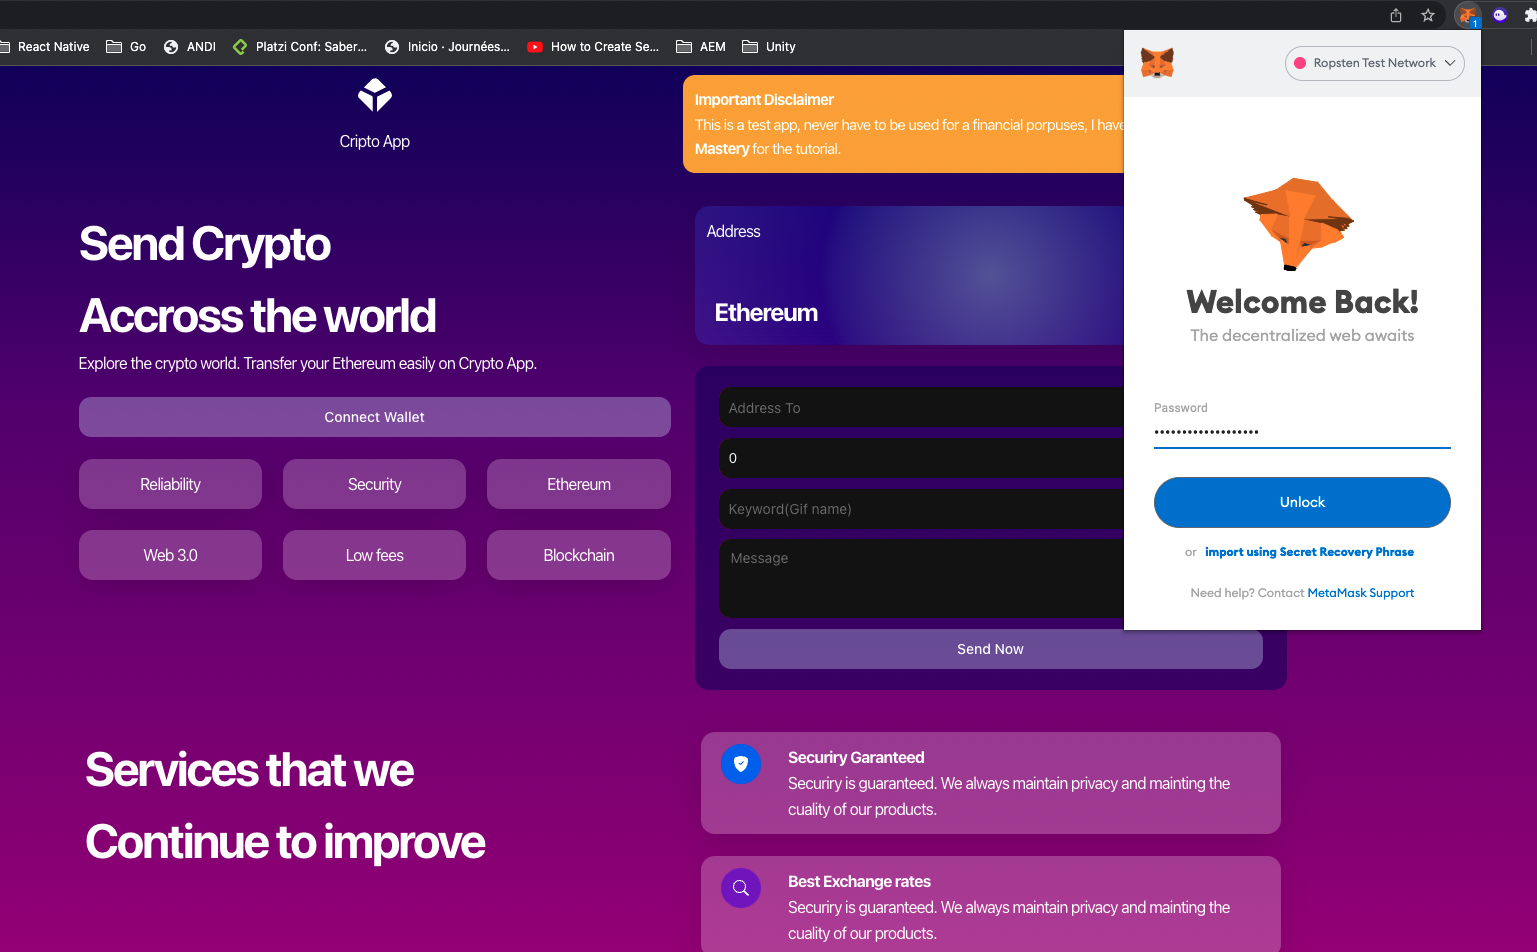 React Native
Go
ANDI
Platzi Conf: Saber...
Inicio · Journées...
How to Create Se...
AEM
Unity
1
Cripto App
Important Disclaimer
This is a test app, never have to be used for a financial porpuses, I have
Mastery for the tutorial.
Send Crypto
Accross the world
Explore the crypto world. Transfer your Ethereum easily on Crypto App.
Connect Wallet
Reliability
Security
Ethereum
Web 3.0
Low fees
Blockchain
Address
Ethereum
Address To
0
Keyword(Gif name)
Message
Send Now
Ropsten Test Network
Welcome Back!
The decentralized web awaits
Password
•••••••••••••••••••
Unlock
or import using Secret Recovery Phrase
Need help? Contact MetaMask Support
Services that we
Continue to improve
Securiry Garanteed
Securiry is guaranteed. We always maintain privacy and mainting the
cuality of our products.
Best Exchange rates
Securiry is guaranteed. We always maintain privacy and mainting the
cuality of our products.